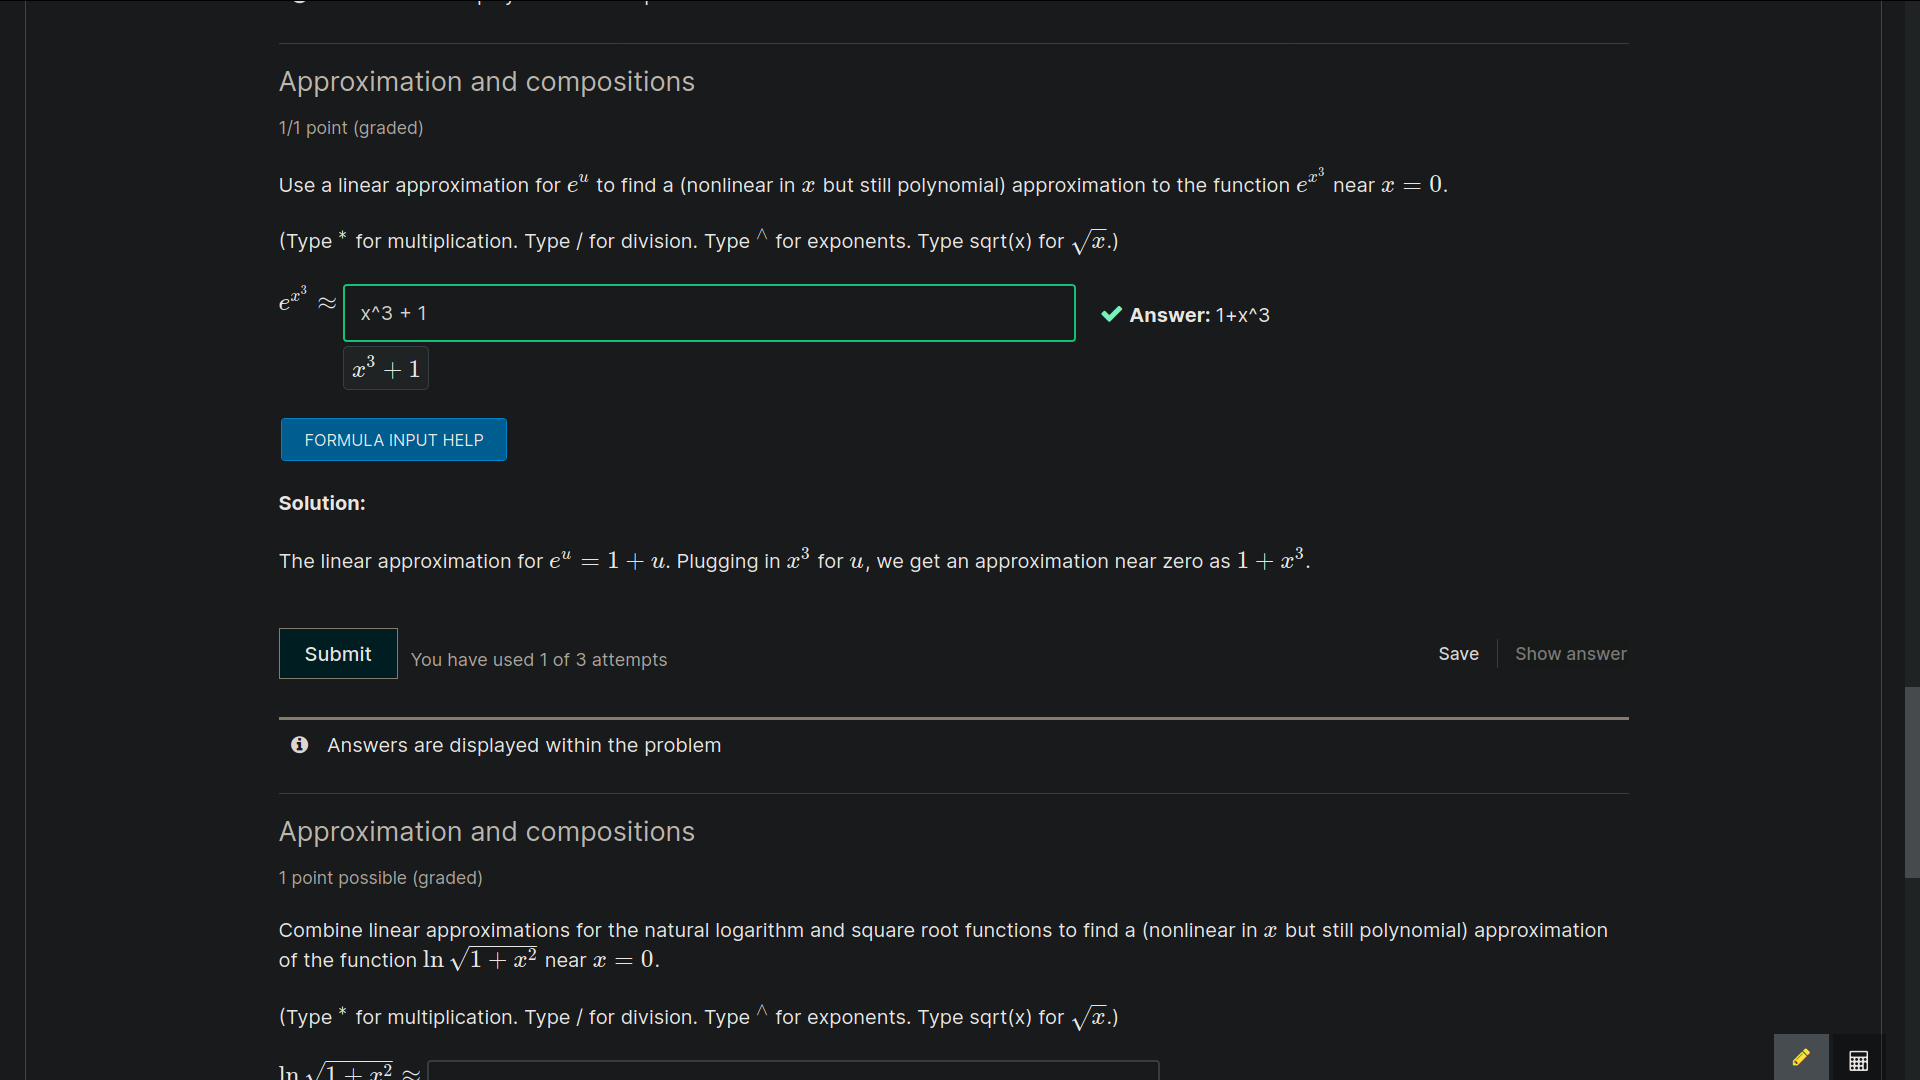 Approximation and compositions
1/1 point (graded)
Use a linear approximation for e^u to find a (nonlinear in x but still polynomial) approximation to the function e^{x^3} near x = 0.
(Type * for multiplication. Type / for division. Type ^ for exponents. Type sqrt(x) for √x.)
e^{x^3} ≈ x^3 + 1 Answer: 1+x^3
x^3 + 1
FORMULA INPUT HELP
Solution:
The linear approximation for e^u = 1 + u. Plugging in x^3 for u, we get an approximation near zero as 1 + x^3.
Submit You have used 1 of 3 attempts Save Show answer
Answers are displayed within the problem
Approximation and compositions
1 point possible (graded)
Combine linear approximations for the natural logarithm and square root functions to find a (nonlinear in x but still polynomial) approximation
of the function ln √(1 + x^2) near x = 0.
(Type * for multiplication. Type / for division. Type ^ for exponents. Type sqrt(x) for √x.)
ln √(1 + x^2) ≈